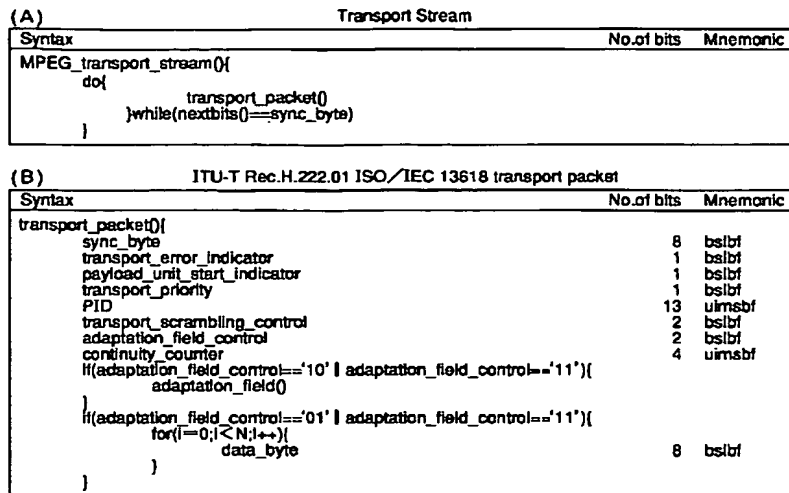 (A) Transport Stream
Syntax No.of bits Mnemonic
MPEG_transport_stream(){
do{
transport_packet()
}while(nextbits()==sync_byte)
}
(B) ITU-T Rec.H.222.01 ISO/IEC 13618 transport packet
Syntax No.of bits Mnemonic
transport_packet(){
sync_byte 8 bslbf
transport_error_indicator 1 bslbf
payload_unit_start_indicator 1 bslbf
transport_priority 1 bslbf
PID 13 uimsbf
transport_scrambling_control 2 bslbf
adaptation_field_control 2 bslbf
continuity_counter 4 uimsbf
if(adaptation_field_control=='10' || adaptation_field_control=='11'){
adaptation_field()
}
if(adaptation_field_control=='01' || adaptation_field_control=='11'){
for(i=0;i<N;i++){
data_byte 8 bslbf
}
}